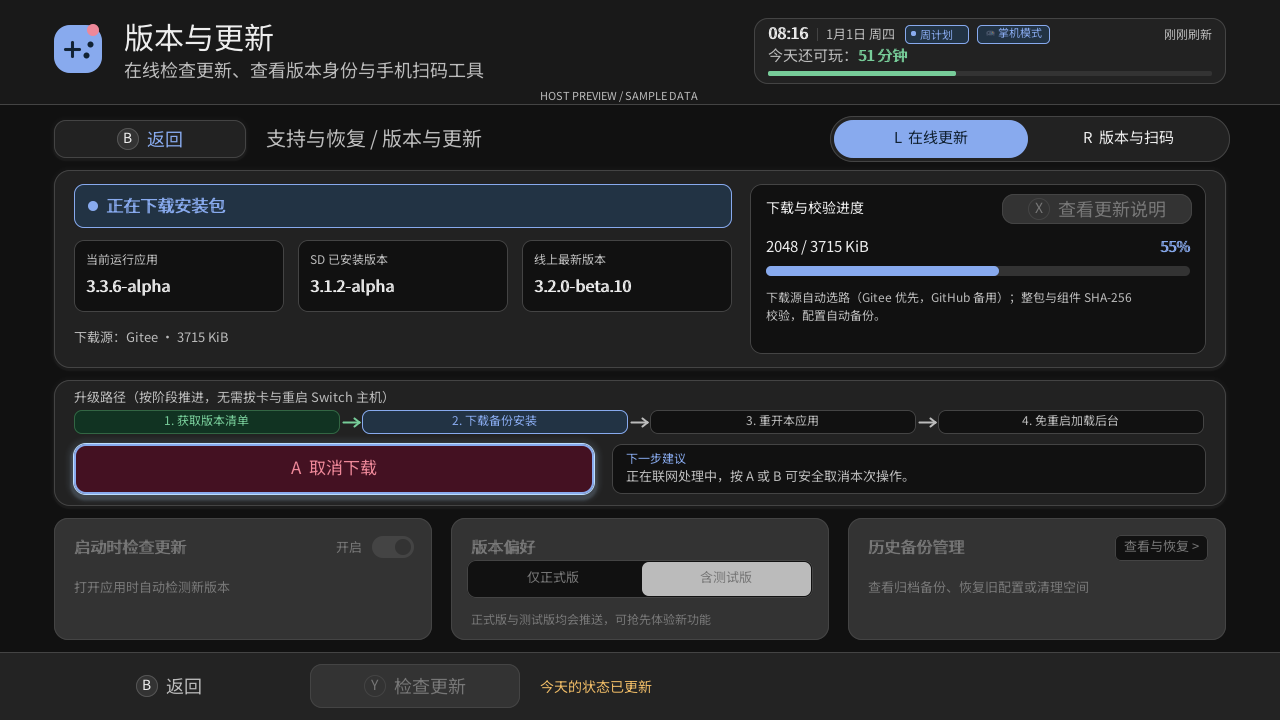 版本与更新
在线检查更新、查看版本身份与手机扫码工具
08:16 1月1日 周四 周计划 掌机模式 刚刚刷新
今天还可玩：51 分钟
HOST PREVIEW / SAMPLE DATA
B 返回 支持与恢复 / 版本与更新
L 在线更新 R 版本与扫码
正在下载安装包
当前运行应用
3.3.6-alpha
SD 已安装版本
3.1.2-alpha
线上最新版本
3.2.0-beta.10
下载源：Gitee · 3715 KiB
下载与校验进度 X 查看更新说明
2048 / 3715 KiB 55%
下载源自动选路（Gitee 优先，GitHub 备用）；整包与组件 SHA-256
校验，配置自动备份。
升级路径（按阶段推进，无需拔卡与重启 Switch 主机）
1. 获取版本清单 2. 下载备份安装 3. 重开本应用 4. 免重启加载后台
A 取消下载
下一步建议
正在联网处理中，按 A 或 B 可安全取消本次操作。
启动时检查更新 开启
打开应用时自动检测新版本
版本偏好
仅正式版 含测试版
正式版与测试版均会推送，可抢先体验新功能
历史备份管理 查看与恢复 >
查看归档备份、恢复旧配置或清理空间
B 返回 Y 检查更新 今天的状态已更新